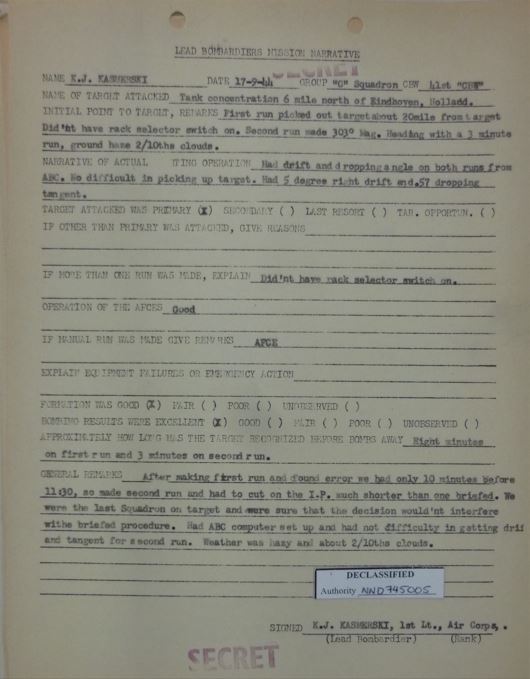 LEAD BOMBARDIERS MISSION NARRATIVE
SECRET
NAME K.J. KASMERSKI DATE 17-9-44 GROUP "C" Squadron CBW 41st "CBW"
NAME OF TARGET ATTACKED Tank concentration 6 mile north of Eindhoven, Holladd.
INITIAL POINT TO TARGET, REMARKS First run picked out target about 20mile from target
Did'nt have rack selector switch on. Second run made 303° Mag. Heading with a 3 minute
run, ground haze 2/10ths clouds.
NARRATIVE OF ACTUAL TING OPERATION Had drift and dropping angle on both runs from
ABC. No difficult in picking up target. Had 5 degree right drift and.57 dropping
tangent.
TARGET ATTACKED WAS PRIMARY (X) SECONDARY ( ) LAST RESORT ( ) TAR. OPPORTUN. ( )
IF OTHER THAN PRIMARY WAS ATTACKED, GIVE REASONS
IF MORE THAN ONE RUN WAS MADE, EXPLAIN Did'nt have rack selector switch on.
OPERATION OF THE AFCES Good
IF MANUAL RUN WAS MADE GIVE REMARKS AFCE
EXPLAIN EQUIPMENT FAILURES OR EMERGENCY ACTION
FORMATION WAS GOOD (X) FAIR ( ) POOR ( ) UNOBSERVED ( )
BOMBING RESULTS WERE EXCELLENT (X) GOOD ( ) FAIR ( ) POOR ( ) UNOBSERVED ( )
APPROXIMATELY HOW LONG WAS THE TARGET RECOGNIZED BEFORE BOMBS AWAY Right minutes
on first run and 3 minutes on second run.
GENERAL REMARKS After making first run and found error we had only 10 minutes before
11:30, so made second run and had to cut on the I.P. much shorter than one briefed. We
were the last Squadron on target and were sure that the decision would'nt interfere
withe briefed procedure. Had ABC computer set up and had not difficulty in getting drif
and tangent for second run. Weather was hazy and about 2/10ths clouds.
DECLASSIFIED
Authority NND 745005
SIGNED K.J. KASMERSKI, 1st Lt., Air Corps, .
(Lead Bombardier) (Rank)
SECRET